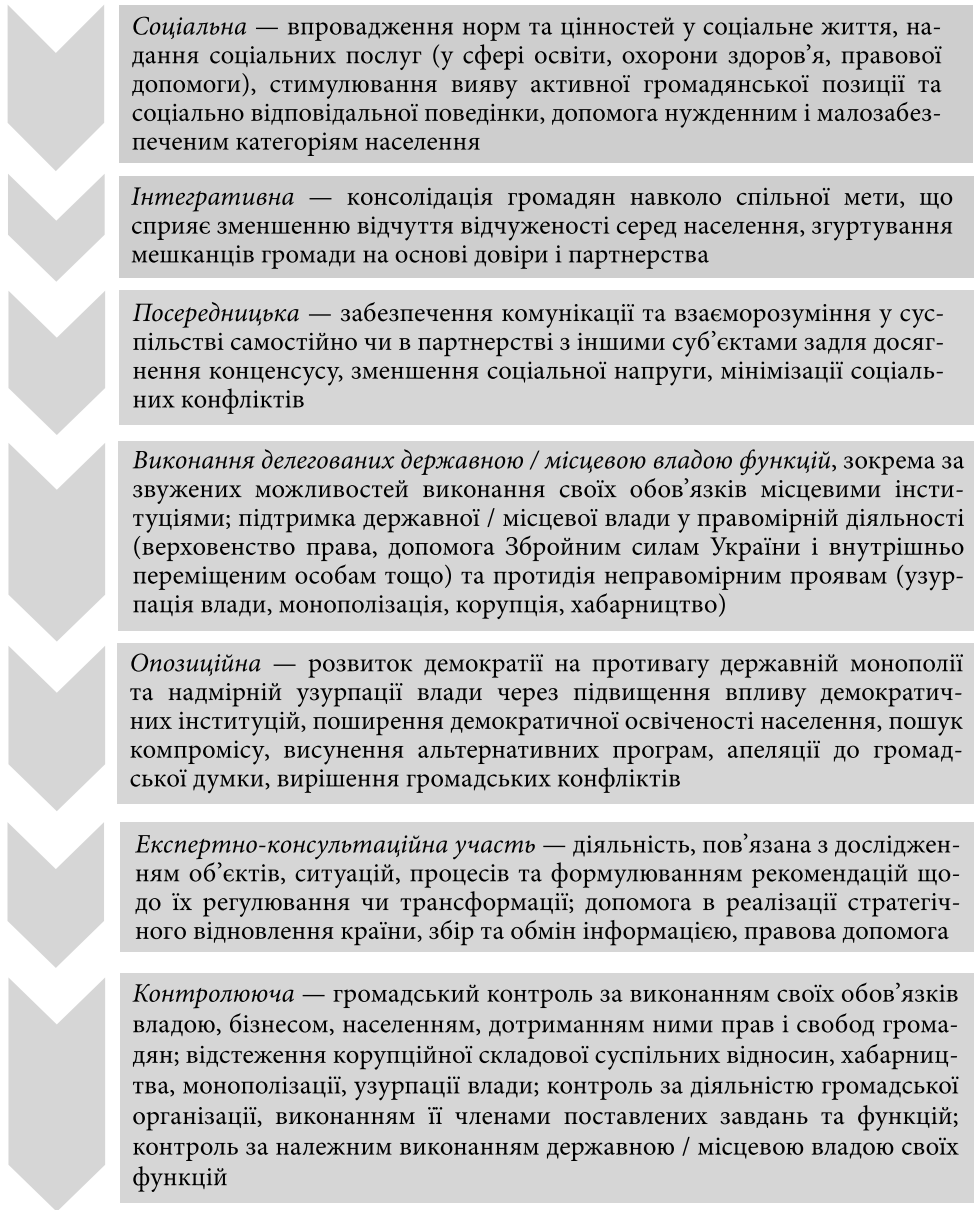 Соціальна — впровадження норм та цінностей у соціальне життя, на-
дання соціальних послуг (у сфері освіти, охорони здоров’я, правової
допомоги), стимулювання вияву активної громадянської позиції та
соціально відповідальної поведінки, допомога нужденним і малозабез-
печеним категоріям населення
Інтегративна — консолідація громадян навколо спільної мети, що
сприяє зменшенню відчуття відчуженості серед населення, згуртування
мешканців громади на основі довіри і партнерства
Посередницька — забезпечення комунікації та взаєморозуміння у сус-
пільстві самостійно чи в партнерстві з іншими суб’єктами задля досяг-
нення конценсусу, зменшення соціальної напруги, мінімізації соціаль-
них конфліктів
Виконання делегованих державною / місцевою владою функцій, зокрема за
звужених можливостей виконання своїх обов’язків місцевими інсти-
туціями; підтримка державної / місцевої влади у правомірній діяльності
(верховенство права, допомога Збройним силам України і внутрішньо
переміщеним особам тощо) та протидія неправомірним проявам (узур-
пація влади, монополізація, корупція, хабарництво)
Опозиційна — розвиток демократії на противагу державній монополії
та надмірній узурпації влади через підвищення впливу демократич-
них інституцій, поширення демократичної освіченості населення, пошук
компромісу, висунення альтернативних програм, апеляції до громад-
ської думки, вирішення громадських конфліктів
Експертно-консультаційна участь — діяльність, пов’язана з досліджен-
ням об’єктів, ситуацій, процесів та формулюванням рекомендацій що-
до їх регулювання чи трансформації; допомога в реалізації стратегіч-
ного відновлення країни, збір та обмін інформацією, правова допомога
Контролююча — громадський контроль за виконанням своїх обов’язків
владою, бізнесом, населенням, дотриманням ними прав і свобод грома-
дян; відстеження корупційної складової суспільних відносин, хабарниц-
тва, монополізації, узурпації влади; контроль за діяльністю громадської
організації, виконанням її членами поставлених завдань та функцій;
контроль за належним виконанням державною / місцевою владою своїх
функцій